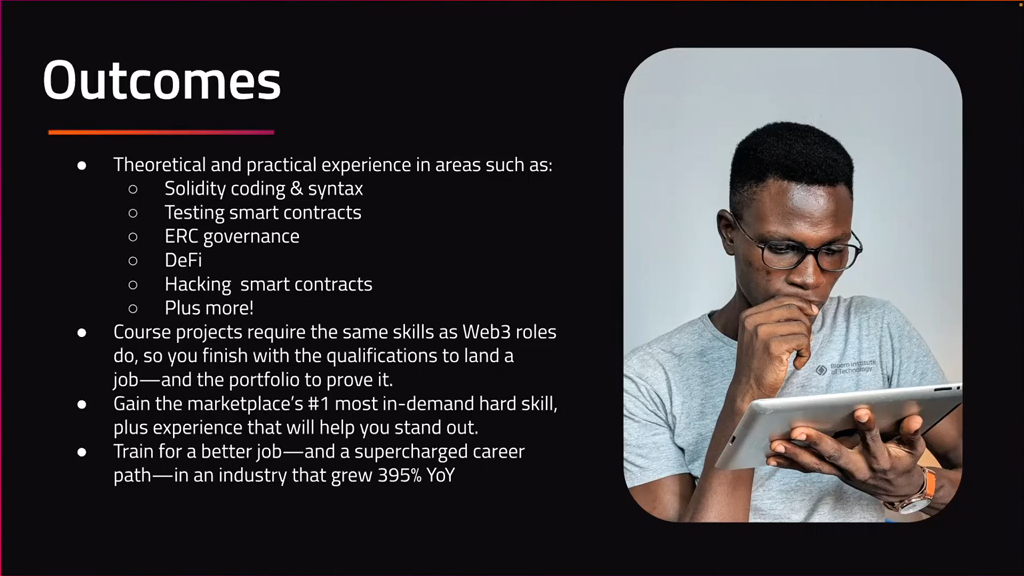 Outcomes
● Theoretical and practical experience in areas such as:
○ Solidity coding & syntax
○ Testing smart contracts
○ ERC governance
○ DeFi
○ Hacking  smart contracts
○ Plus more!
● Course projects require the same skills as Web3 roles
do, so you finish with the qualifications to land a
job—and the portfolio to prove it.
● Gain the marketplace’s #1 most in-demand hard skill,
plus experience that will help you stand out.
● Train for a better job—and a supercharged career
path—in an industry that grew 395% YoY
Bloom Institute
of Technology